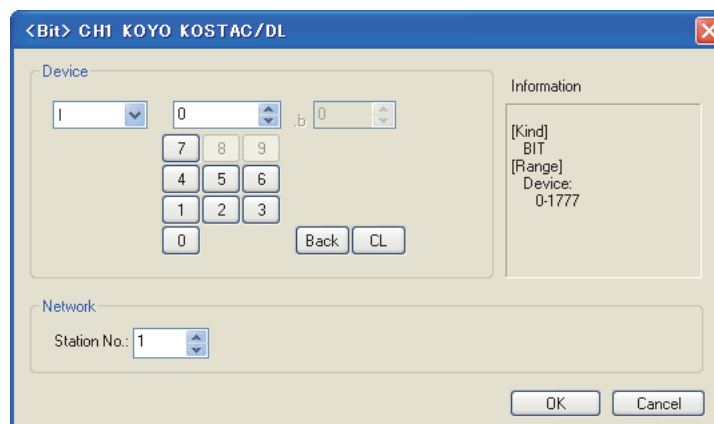 <Bit> CH1 KOYO KOSTAC/DL
Device
I 0 .b 0
7 8 9
4 5 6
1 2 3
0 Back CL
Information
[Kind]
BIT
[Range]
Device:
0-1777
Network
Station No.: 1
OK Cancel